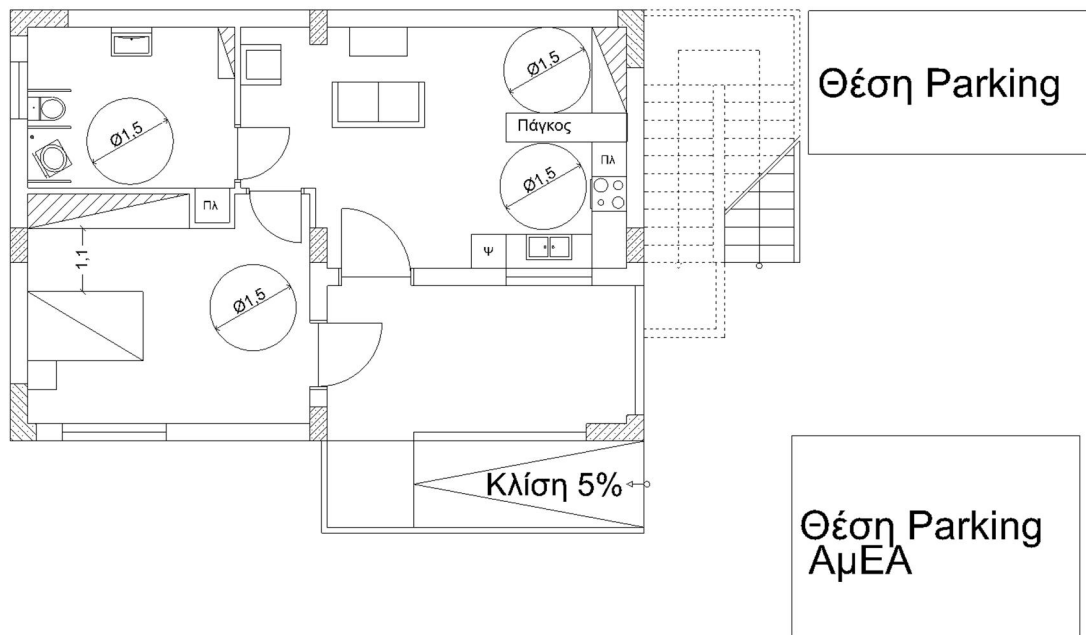 Θέση Parking
Ø1,5
Ø1,5
Πάγκος
Ø1,5
Πλ
Πλ
Ψ
1,1
Ø1,5
Κλίση 5%
Θέση Parking
ΑμΕΑ